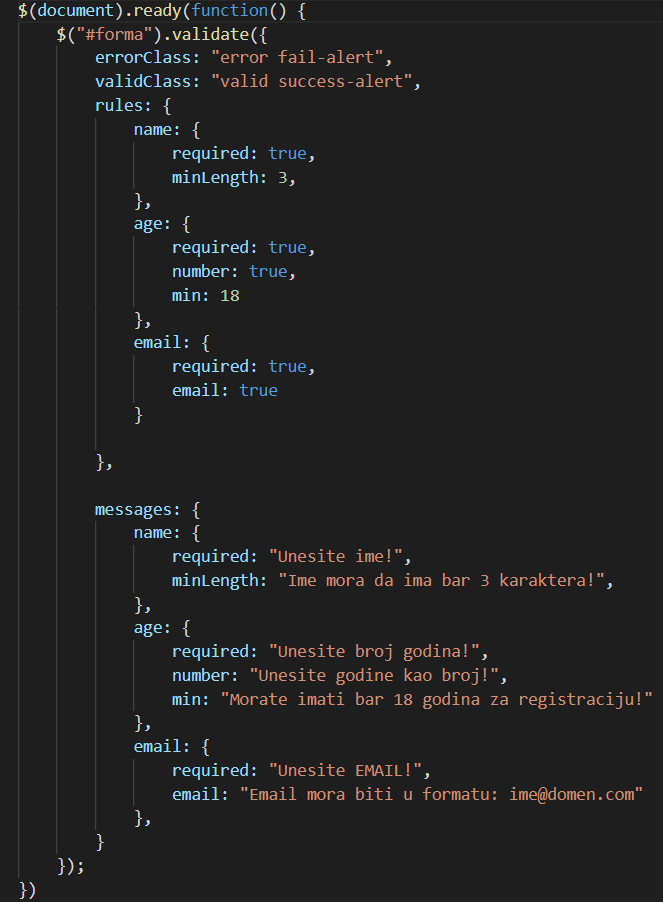 $(document).ready(function() {
    $("#forma").validate({
        errorClass: "error fail-alert",
        validClass: "valid success-alert",
        rules: {
            name: {
                required: true,
                minLength: 3,
            },
            age: {
                required: true,
                number: true,
                min: 18
            },
            email: {
                required: true,
                email: true
            }

        },

        messages: {
            name: {
                required: "Unesite ime!",
                minLength: "Ime mora da ima bar 3 karaktera!",
            },
            age: {
                required: "Unesite broj godina!",
                number: "Unesite godine kao broj!",
                min: "Morate imati bar 18 godina za registraciju!"
            },
            email: {
                required: "Unesite EMAIL!",
                email: "Email mora biti u formatu: ime@domen.com"
            },
        }
    });
})